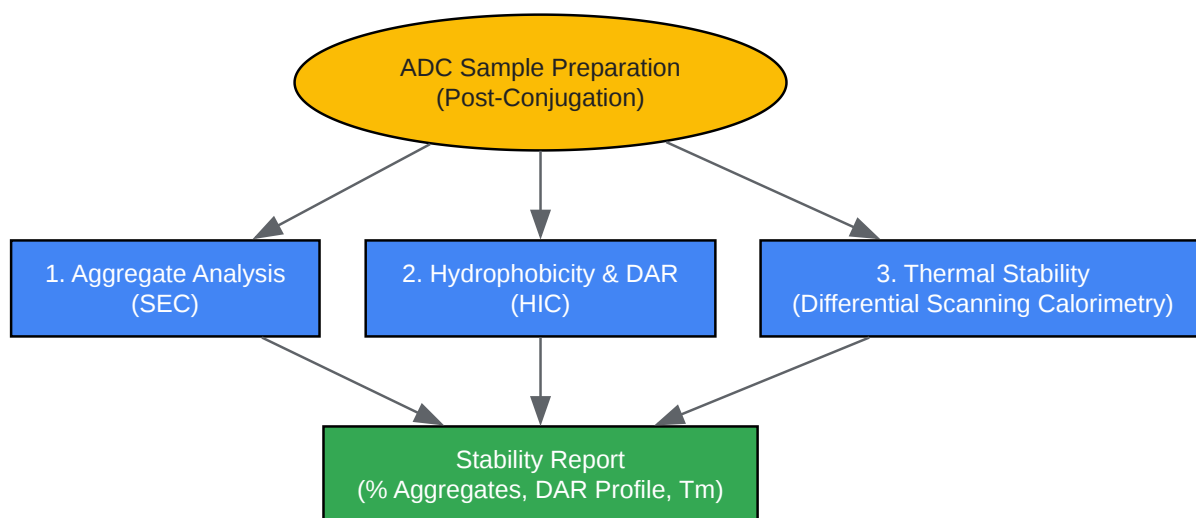 ADC Sample Preparation
(Post-Conjugation)
1. Aggregate Analysis
(SEC)
2. Hydrophobicity & DAR
(HIC)
3. Thermal Stability
(Differential Scanning Calorimetry)
Stability Report
(% Aggregates, DAR Profile, Tm)